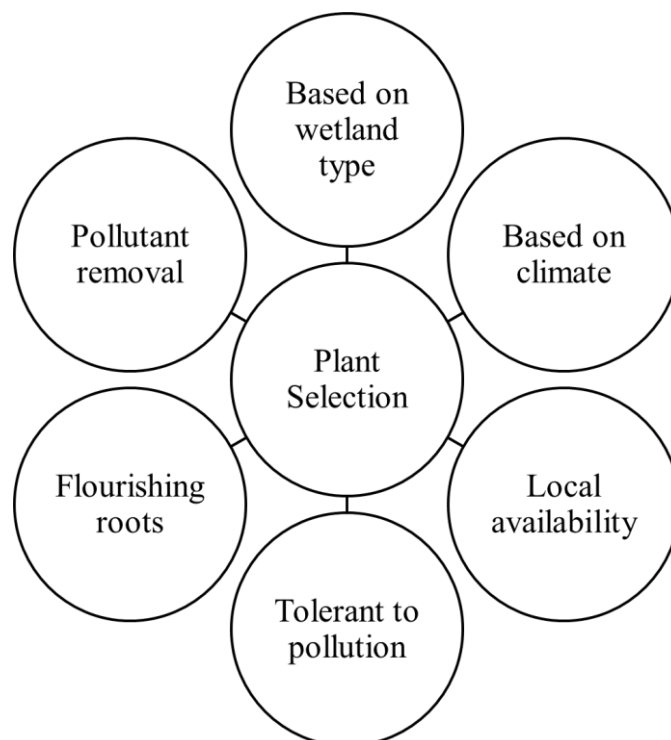 Based on
wetland
type
Pollutant
removal
Based on
climate
Plant
Selection
Flourishing
roots
Local
availability
Tolerant to
pollution